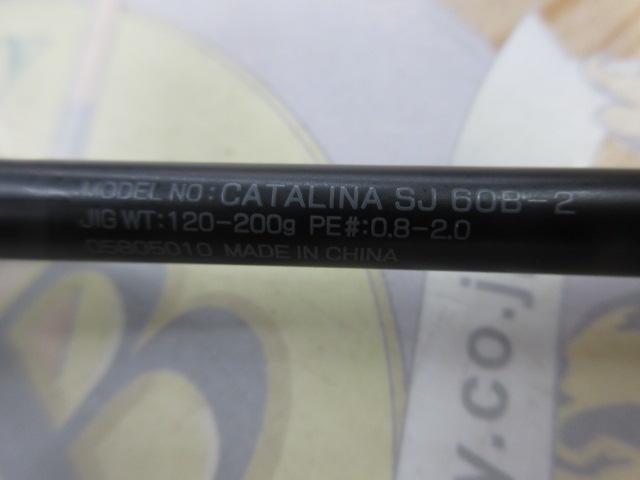 MODEL NO:CATALINA SJ 60B-2
JIG WT:120-200g PE#:0.8-2.0
05805010 MADE IN CHINA
y.co.j